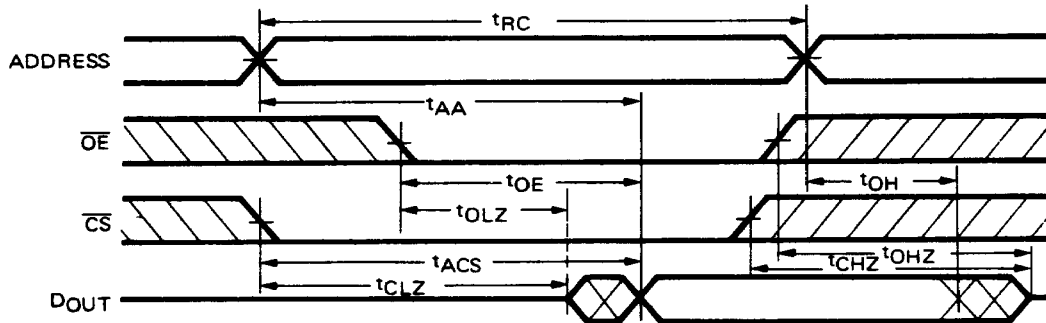 tRC
ADDRESS
tAA
OE
tOE
tOH
tOLZ
CS
tACS
tCHZ tOHZ
tCLZ
DOUT